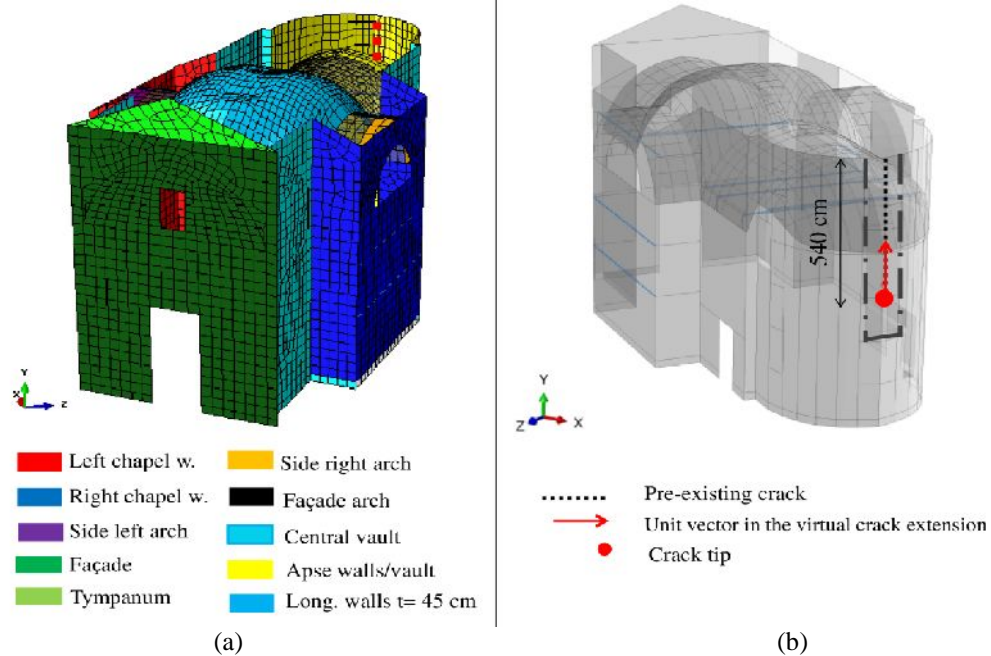 Y
X
Z
Left chapel w.
Right chapel w.
Side left arch
Façade
Tympanum
Side right arch
Façade arch
Central vault
Apse walls/vault
Long. walls t= 45 cm
(a)
540 cm
Y
Z
X
Pre-existing crack
Unit vector in the virtual crack extension
Crack tip
(b)